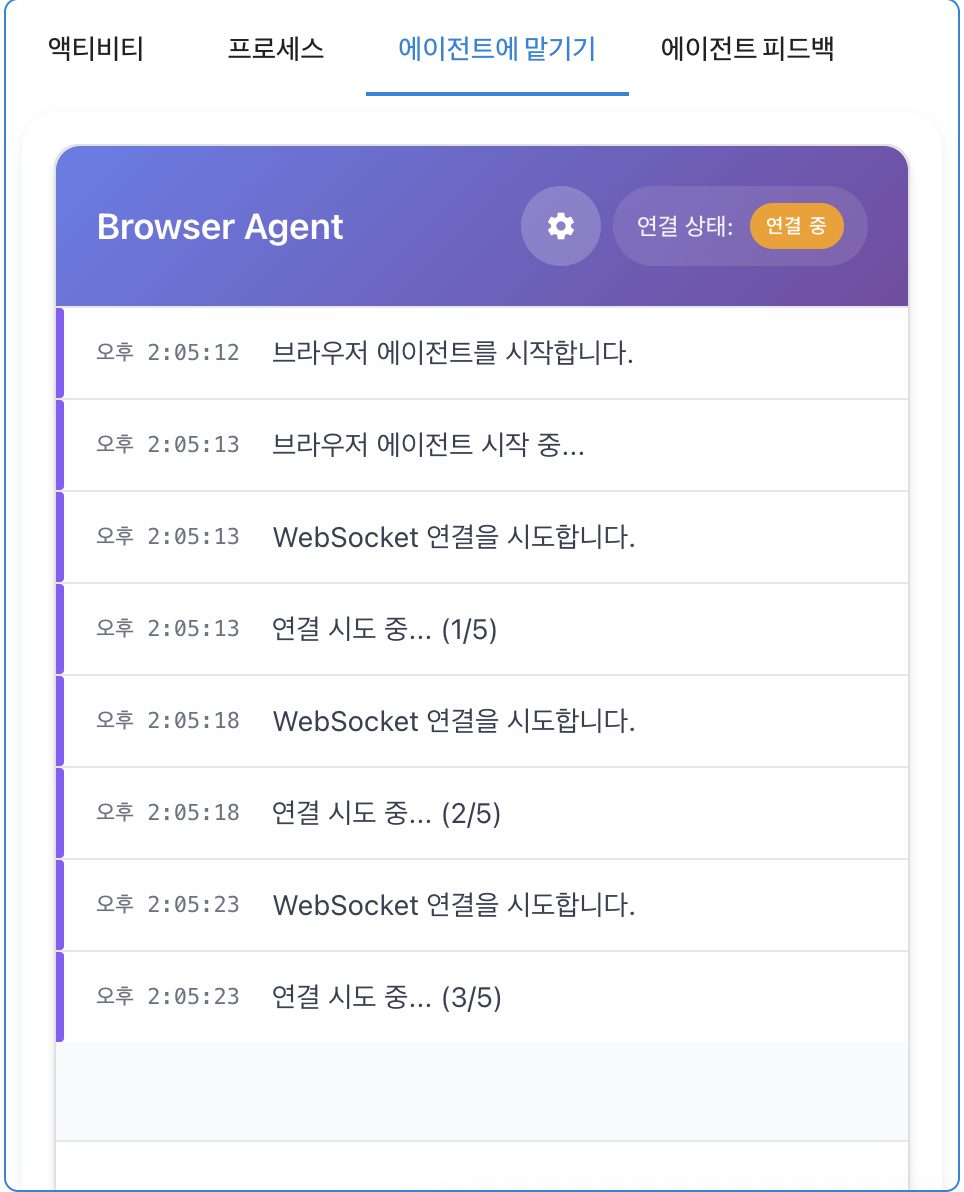 액티비티 프로세스 에이전트에 맡기기 에이전트 피드백
Browser Agent 연결 상태: 연결 중
오후 2:05:12 브라우저 에이전트를 시작합니다.
오후 2:05:13 브라우저 에이전트 시작 중...
오후 2:05:13 WebSocket 연결을 시도합니다.
오후 2:05:13 연결 시도 중... (1/5)
오후 2:05:18 WebSocket 연결을 시도합니다.
오후 2:05:18 연결 시도 중... (2/5)
오후 2:05:23 WebSocket 연결을 시도합니다.
오후 2:05:23 연결 시도 중... (3/5)